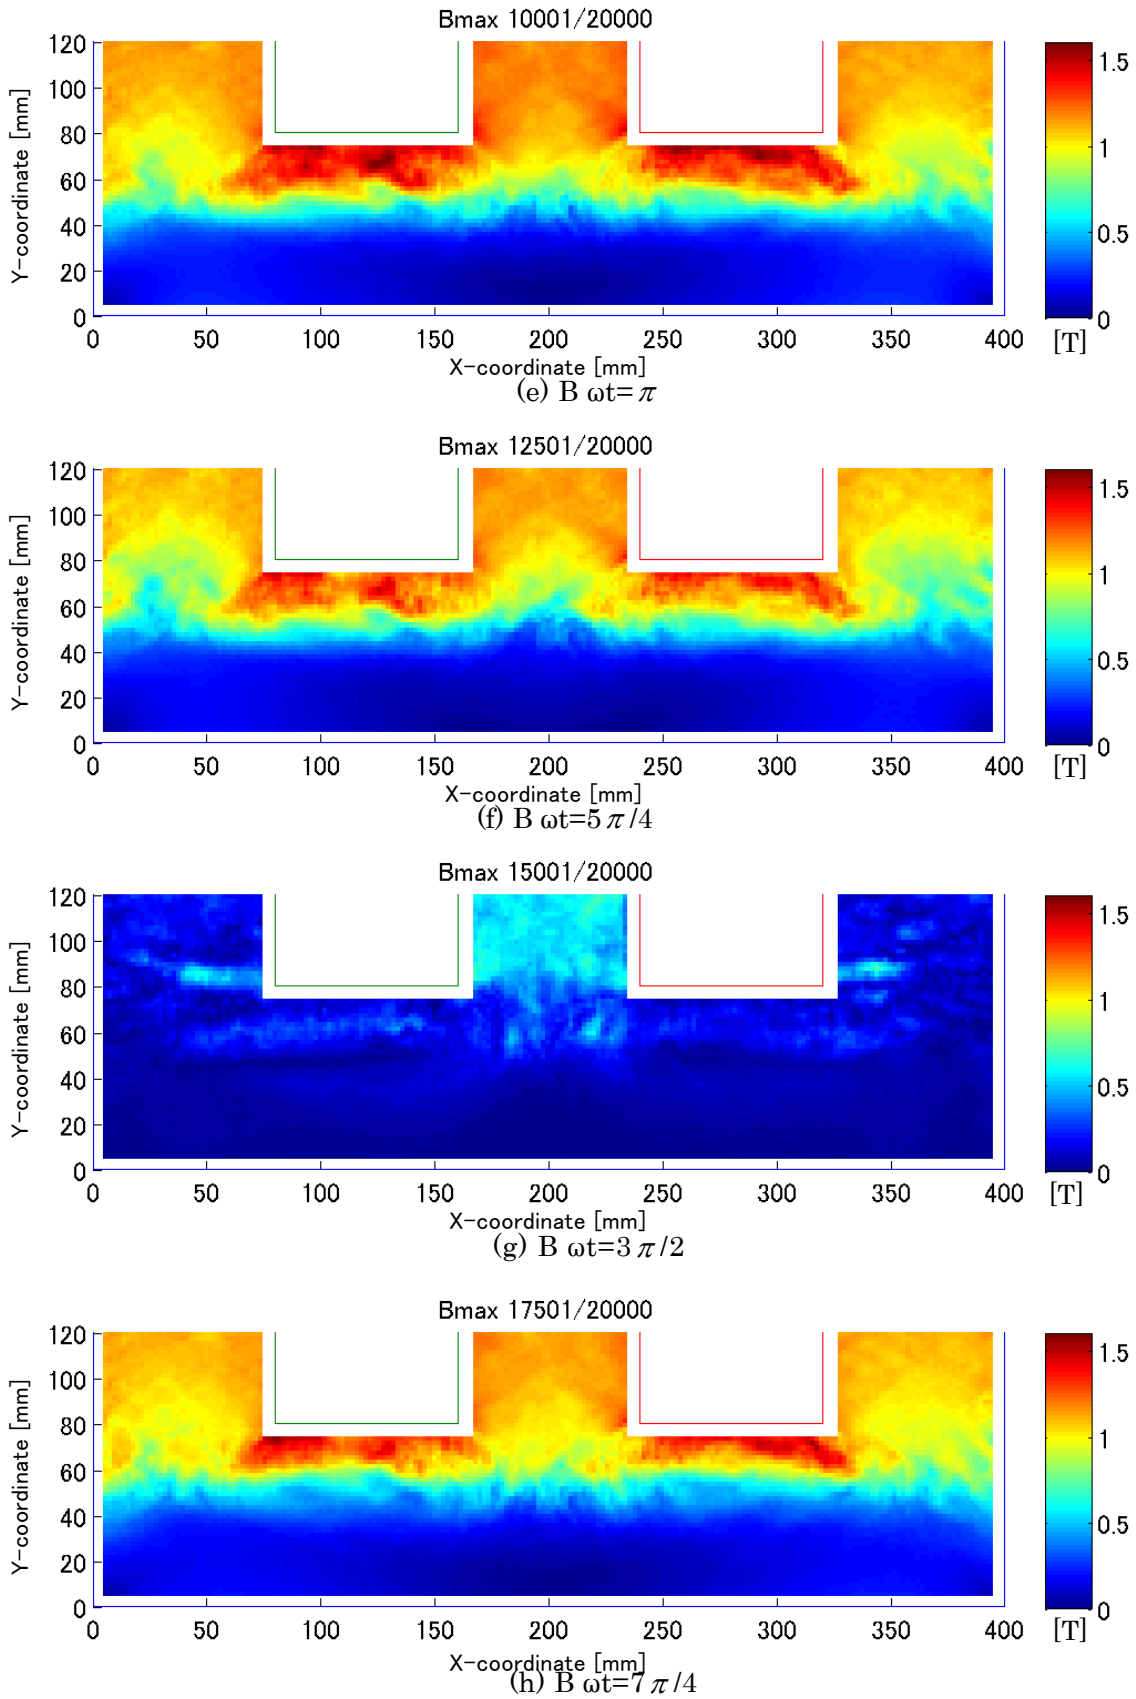 Bmax 10001/20000
120
100
80
60
40
20
0
Y-coordinate [mm]
0 50 100 150 200 250 300 350 400
X-coordinate [mm]
1.5
1
0.5
0
[T]
(e) B ωt=π
Bmax 12501/20000
120
100
80
60
40
20
0
Y-coordinate [mm]
0 50 100 150 200 250 300 350 400
X-coordinate [mm]
1.5
1
0.5
0
[T]
(f) B ωt=5π/4
Bmax 15001/20000
120
100
80
60
40
20
0
Y-coordinate [mm]
0 50 100 150 200 250 300 350 400
X-coordinate [mm]
1.5
1
0.5
0
[T]
(g) B ωt=3π/2
Bmax 17501/20000
120
100
80
60
40
20
0
Y-coordinate [mm]
0 50 100 150 200 250 300 350 400
X-coordinate [mm]
1.5
1
0.5
0
[T]
(h) B ωt=7π/4